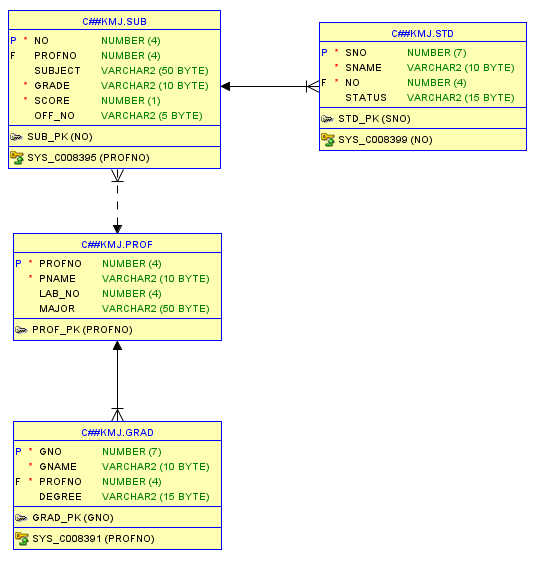 C##KMJ.SUB
P * NO NUMBER (4)
F PROFNO NUMBER (4)
SUBJECT VARCHAR2 (50 BYTE)
* GRADE VARCHAR2 (10 BYTE)
* SCORE NUMBER (1)
OFF_NO VARCHAR2 (5 BYTE)
SUB_PK (NO)
SYS_C008395 (PROFNO)
C##KMJ.STD
P * SNO NUMBER (7)
* SNAME VARCHAR2 (10 BYTE)
F * NO NUMBER (4)
STATUS VARCHAR2 (15 BYTE)
STD_PK (SNO)
SYS_C008399 (NO)
C##KMJ.PROF
P * PROFNO NUMBER (4)
* PNAME VARCHAR2 (10 BYTE)
LAB_NO NUMBER (4)
MAJOR VARCHAR2 (50 BYTE)
PROF_PK (PROFNO)
C##KMJ.GRAD
P * GNO NUMBER (7)
* GNAME VARCHAR2 (10 BYTE)
F * PROFNO NUMBER (4)
DEGREE VARCHAR2 (15 BYTE)
GRAD_PK (GNO)
SYS_C008391 (PROFNO)